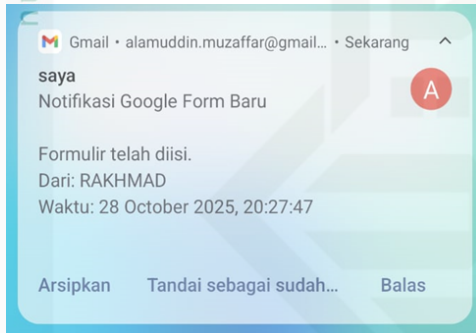 Gmail • alamuddin.muzaffar@gmail... • Sekarang
saya
A
Notifikasi Google Form Baru
Formulir telah diisi.
Dari: RAKHMAD
Waktu: 28 October 2025, 20:27:47
Arsipkan Tandai sebagai sudah... Balas